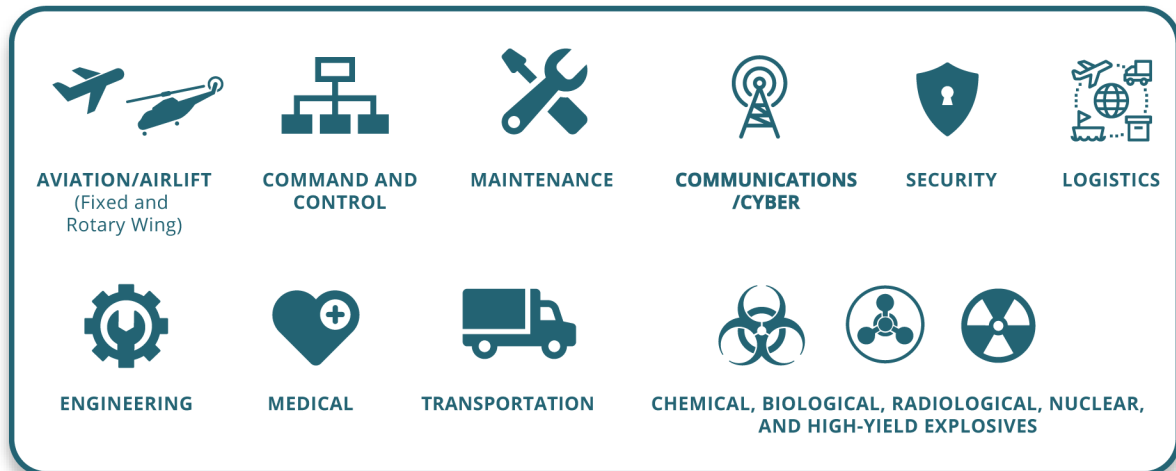 AVIATION/AIRLIFT
(Fixed and
Rotary Wing)
COMMAND AND
CONTROL
MAINTENANCE
COMMUNICATIONS
/CYBER
SECURITY
LOGISTICS
ENGINEERING
MEDICAL
TRANSPORTATION
CHEMICAL, BIOLOGICAL, RADIOLOGICAL, NUCLEAR,
AND HIGH-YIELD EXPLOSIVES